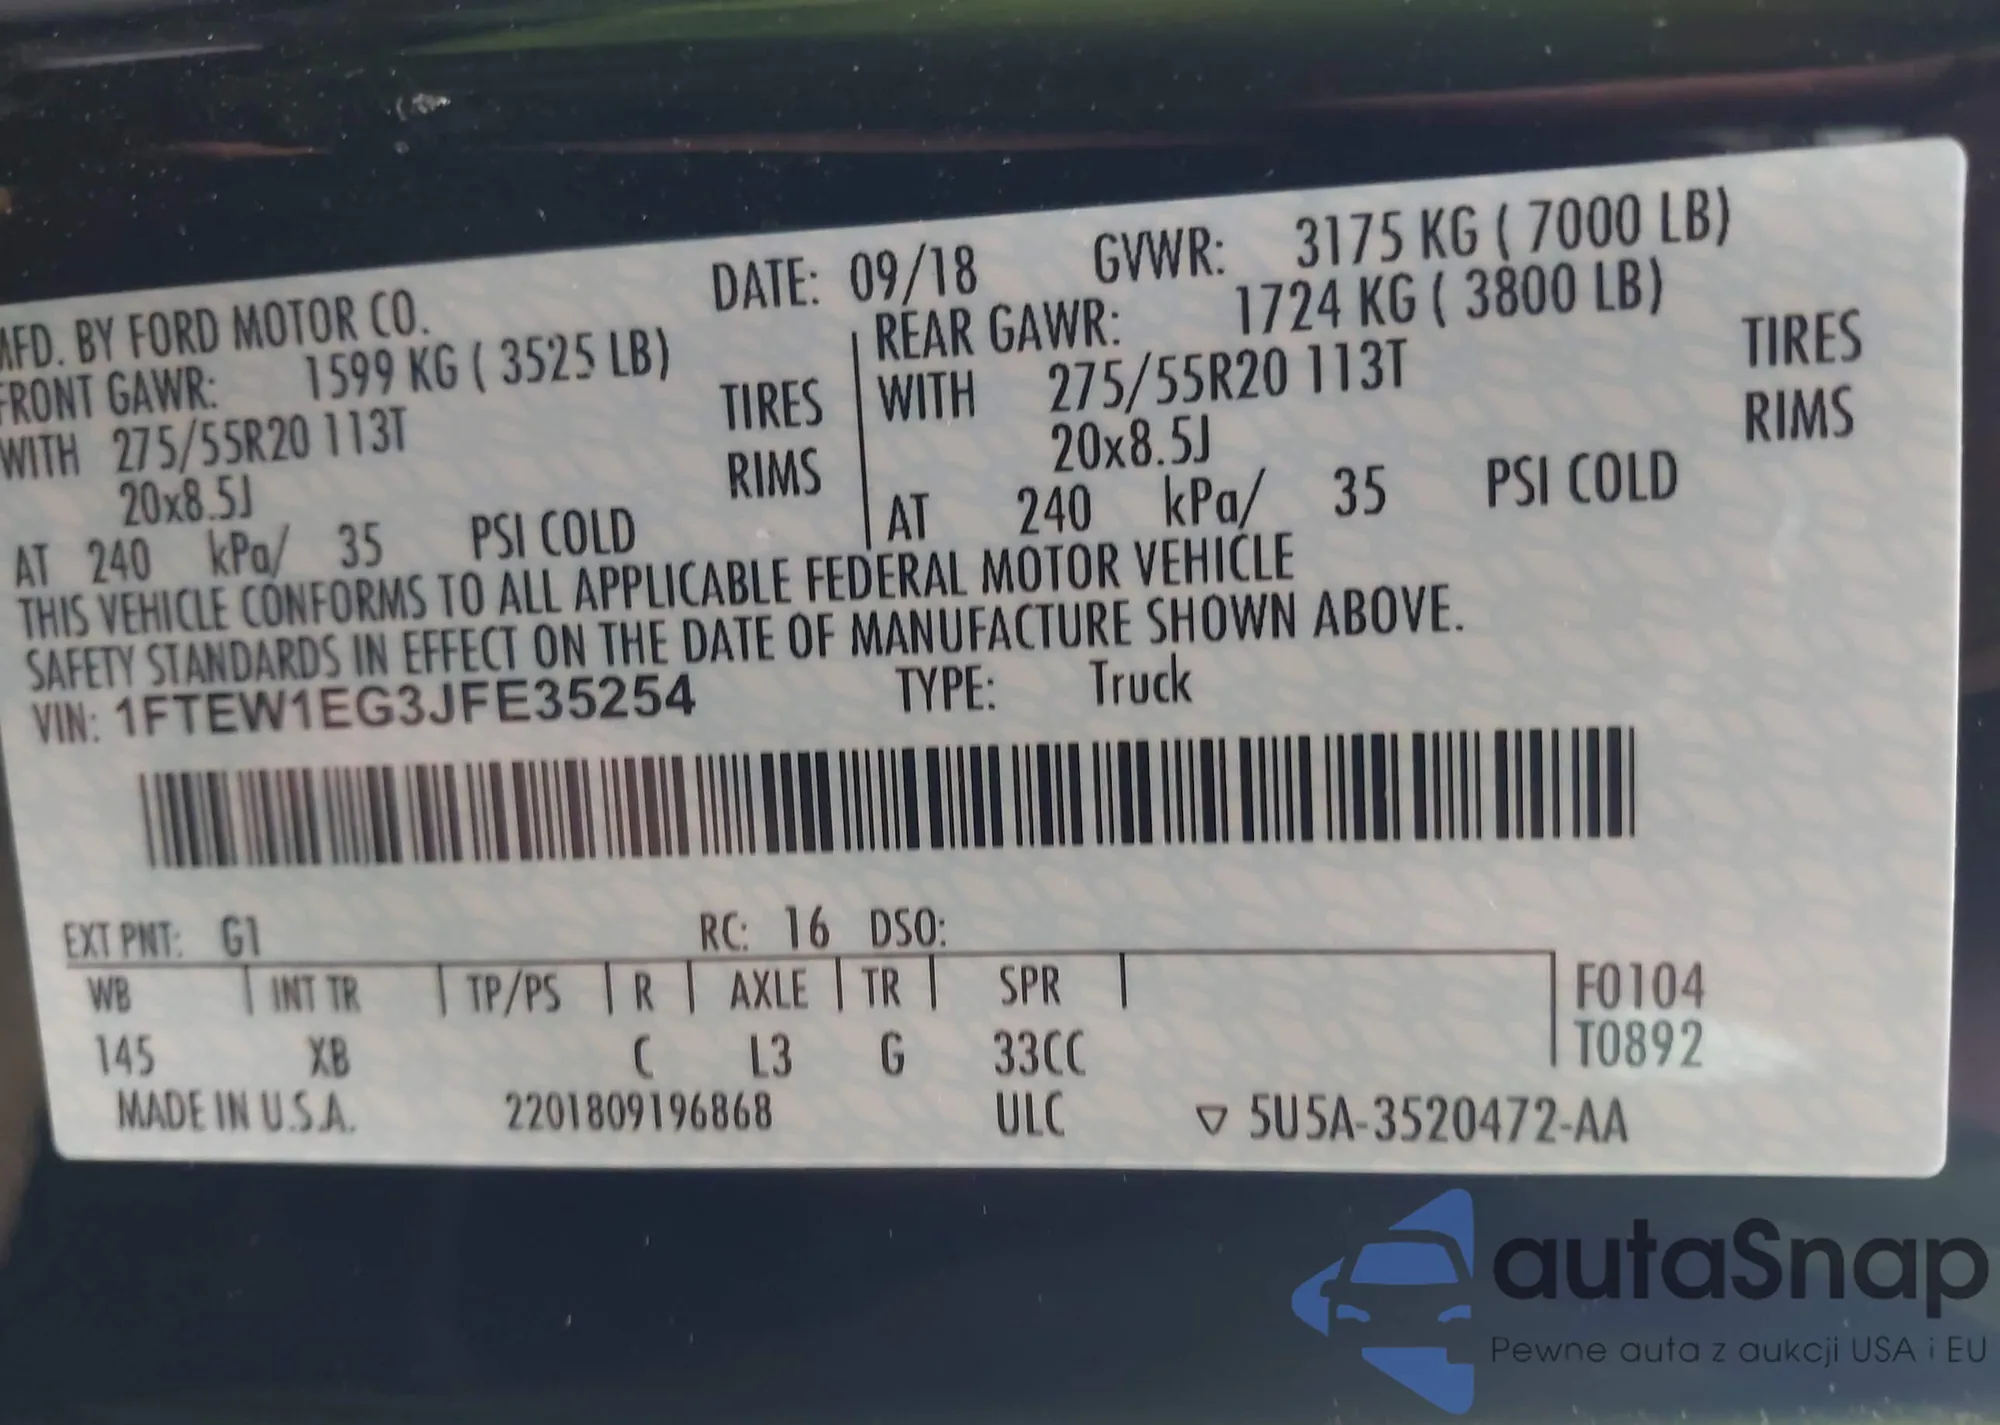 MFD. BY FORD MOTOR CO. DATE: 09/18 GVWR: 3175 KG ( 7000 LB)
FRONT GAWR: 1599 KG ( 3525 LB) REAR GAWR: 1724 KG ( 3800 LB)
WITH 275/55R20 113T TIRES WITH 275/55R20 113T TIRES
20x8.5J RIMS 20x8.5J RIMS
AT 240 kPa/ 35 PSI COLD AT 240 kPa/ 35 PSI COLD
THIS VEHICLE CONFORMS TO ALL APPLICABLE FEDERAL MOTOR VEHICLE
SAFETY STANDARDS IN EFFECT ON THE DATE OF MANUFACTURE SHOWN ABOVE.
VIN: 1FTEW1EG3JFE35254 TYPE: Truck
EXT PNT: G1 RC: 16 DSO:
WB INT TR TP/PS R AXLE TR SPR F0104
145 XB C L3 G 33CC T0892
MADE IN U.S.A. 2201809196868 ULC ▽ 5U5A-3520472-AA
autaSnap
Pewne auta z aukcji USA i EU